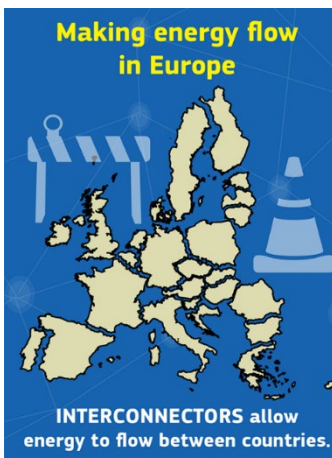 Making energy flow
in Europe
INTERCONNECTORS allow
energy to flow between countries.